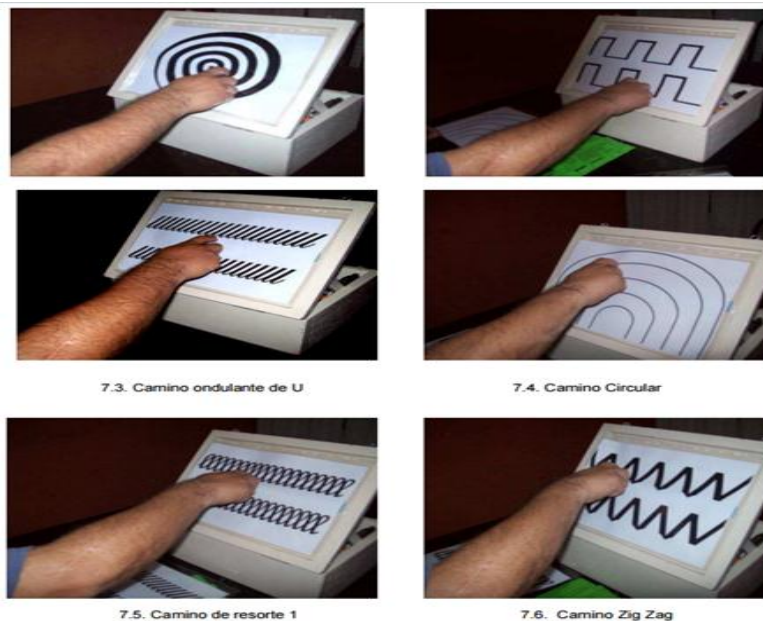 7.3. Camino ondulante de U
7.4. Camino Circular
7.5. Camino de resorte 1
7.6. Camino Zig Zag